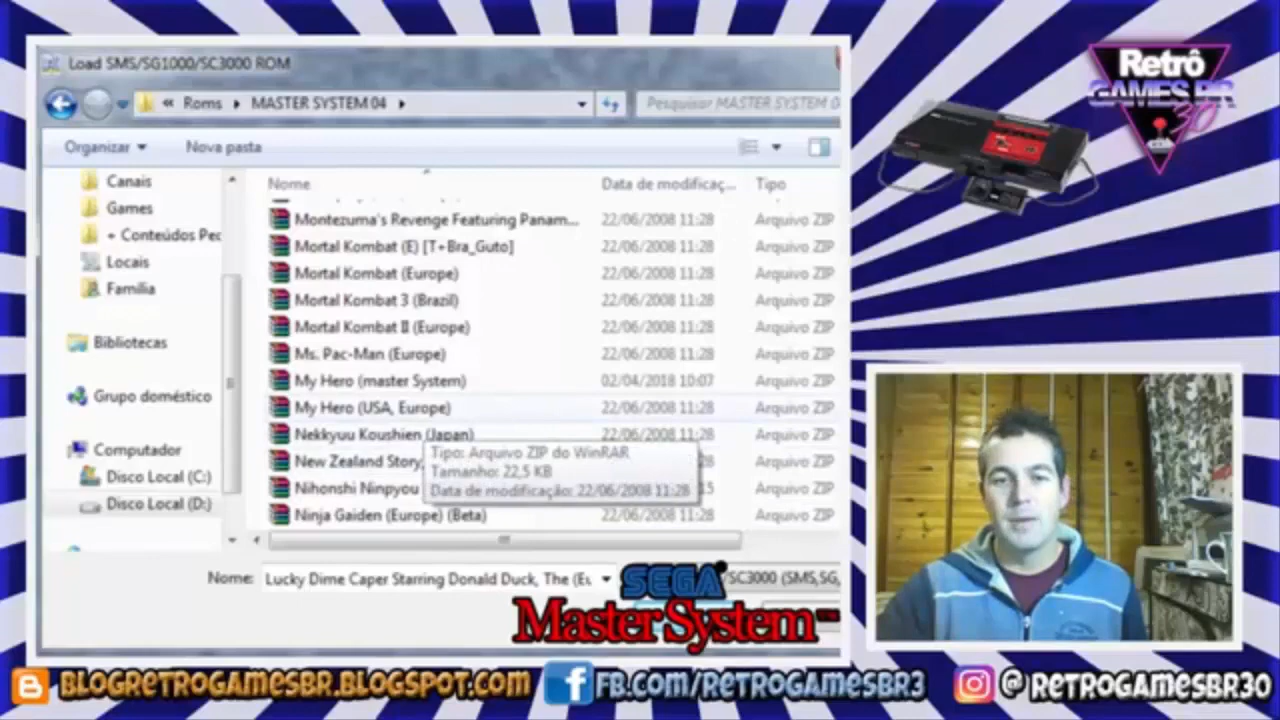 Load SMS/SG1000/SC3000 ROM
« Roms ▸ MASTER SYSTEM 04 ▸
Pesquisar MASTER SYSTEM 04
Organizar ▾ Nova pasta
Nome Data de modificaç... Tipo
Canais
Games
+ Conteúdos Pec
Locais
Familia
Bibliotecas
Grupo doméstico
Computador
Disco Local (C:)
Disco Local (D:)
Montezuma's Revenge Featuring Panam... 22/06/2008 11:28 Arquivo ZIP
Mortal Kombat (E) [T+Bra_Guto] 22/06/2008 11:28 Arquivo ZIP
Mortal Kombat (Europe) 22/06/2008 11:28 Arquivo ZIP
Mortal Kombat 3 (Brazil) 22/06/2008 11:28 Arquivo ZIP
Mortal Kombat II (Europe) 22/06/2008 11:28 Arquivo ZIP
Ms. Pac-Man (Europe) 22/06/2008 11:28 Arquivo ZIP
My Hero (master System) 02/04/2018 10:07 Arquivo ZIP
My Hero (USA, Europe) 22/06/2008 11:28 Arquivo ZIP
Nekkyuu Koushien (Japan) 22/06/2008 11:28 Arquivo ZIP
New Zealand Story, 28 Arquivo ZIP
Nihonshi Ninpyou 15 Arquivo ZIP
Ninja Gaiden (Europe) (Beta) 22/06/2008 11:28 Arquivo ZIP
Tipo: Arquivo ZIP do WinRAR
Tamanho: 22,5 KB
Data de modificação: 22/06/2008 11:28
Nome: Lucky Dime Caper Starring Donald Duck, The (Eu
/SC3000 (SMS,SG,
SEGA
Master System
Retrô
GAMES BR
30
BLOGRETROGAMESBR.BLOGSPOT.COM
FB.COM/RETROGAMESBR3
@RETROGAMESBR30